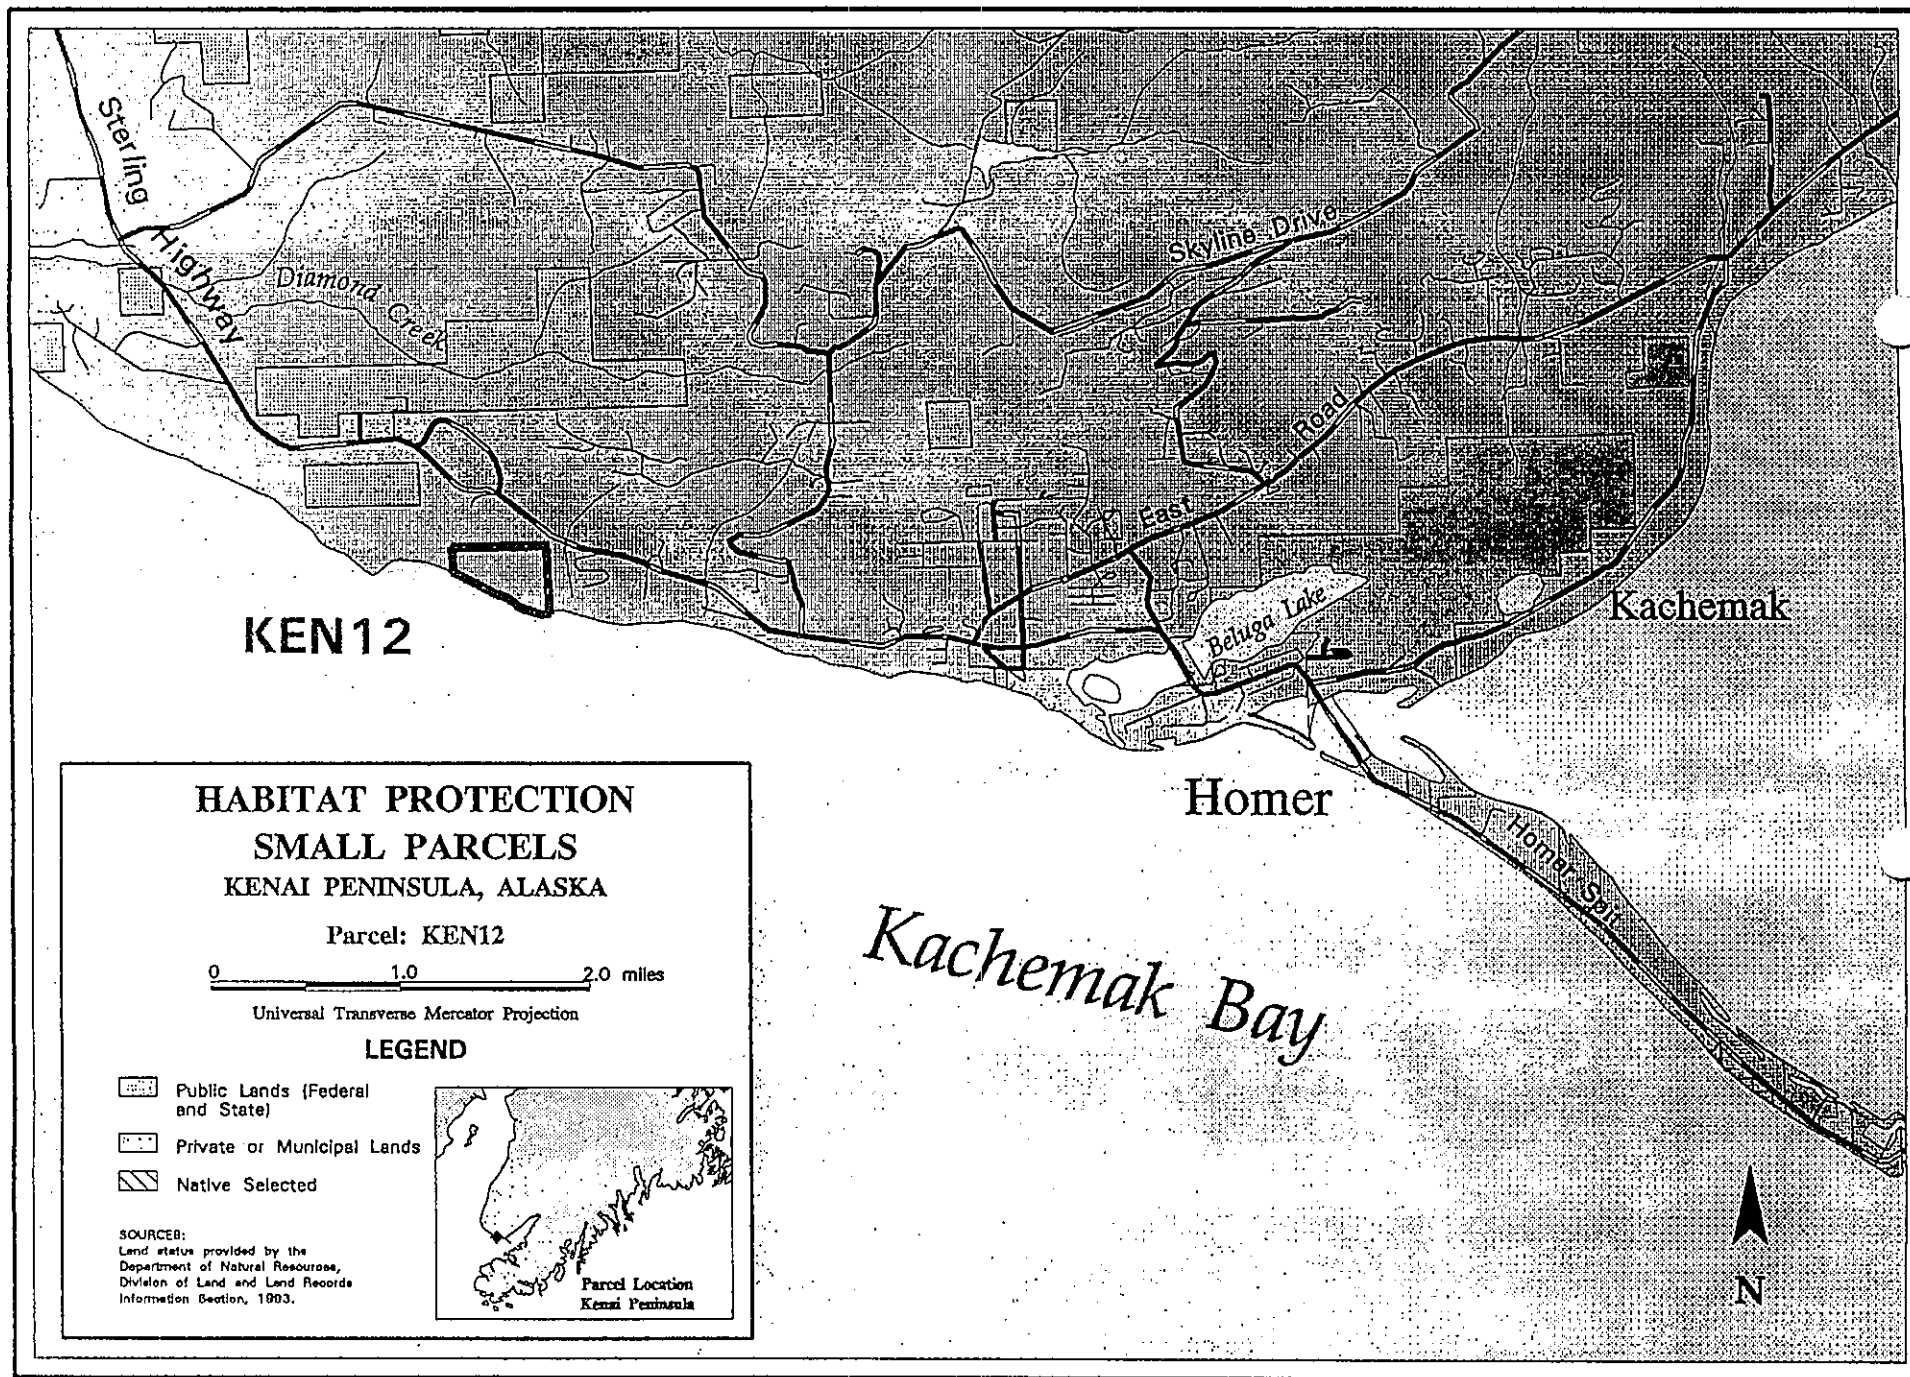 Sterling
Highway
Diamond Creek
Skyline Drive
East Road
Beluga Lake
Kachemak
KEN12
Homer
Homer Spit
Kachemak Bay
HABITAT PROTECTION
SMALL PARCELS
KENAI PENINSULA, ALASKA
Parcel: KEN12
0 1.0 2.0 miles
Universal Transverse Mercator Projection
LEGEND
Public Lands (Federal
and State)
Private or Municipal Lands
Native Selected
SOURCES:
Land status provided by the
Department of Natural Resources,
Division of Land and Land Records
Information Section, 1993.
Parcel Location
Kenai Peninsula
N